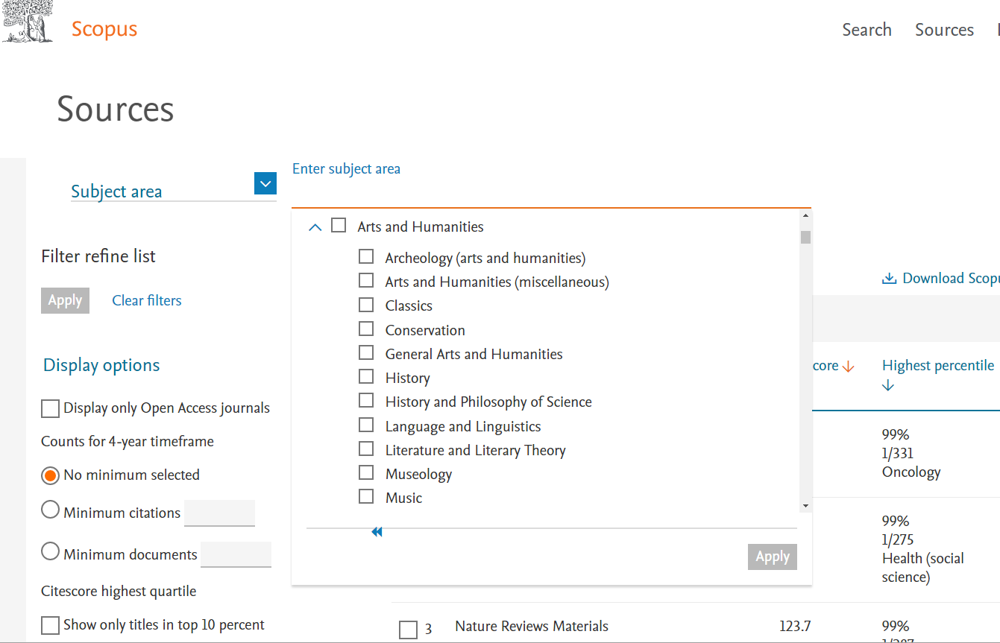 Scopus
Search
Sources
Sources
Subject area
Enter subject area
Arts and Humanities
Archeology (arts and humanities)
Arts and Humanities (miscellaneous)
Classics
Conservation
General Arts and Humanities
History
History and Philosophy of Science
Language and Linguistics
Literature and Literary Theory
Museology
Music
Apply
Filter refine list
Apply
Clear filters
Display options
Display only Open Access journals
Counts for 4-year timeframe
No minimum selected
Minimum citations
Minimum documents
Citescore highest quartile
Show only titles in top 10 percent
Download Scopu
core
Highest percentile
99%
1/331
Oncology
99%
1/275
Health (social
science)
3
Nature Reviews Materials
123.7
99%